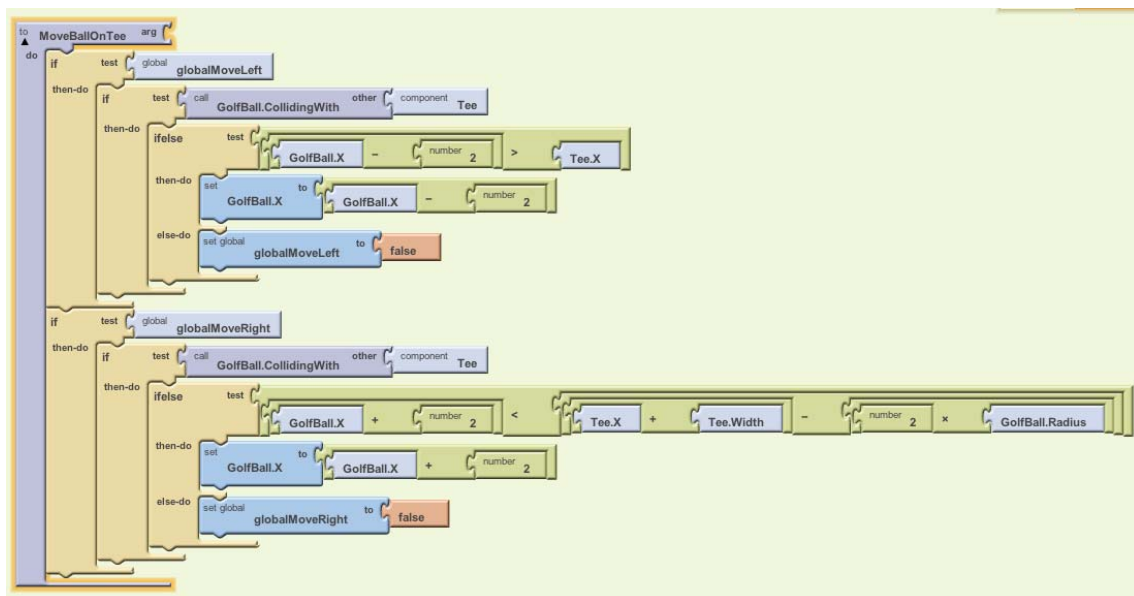 to MoveBallOnTee arg
do if test global globalMoveLeft
then-do if test call GolfBall.CollidingWith other component Tee
then-do ifelse test GolfBall.X - number 2 > Tee.X
then-do set GolfBall.X to GolfBall.X - number 2
else-do set global globalMoveLeft to false
if test global globalMoveRight
then-do if test call GolfBall.CollidingWith other component Tee
then-do ifelse test GolfBall.X + number 2 < Tee.X + Tee.Width - number 2 × GolfBall.Radius
then-do set GolfBall.X to GolfBall.X + number 2
else-do set global globalMoveRight to false